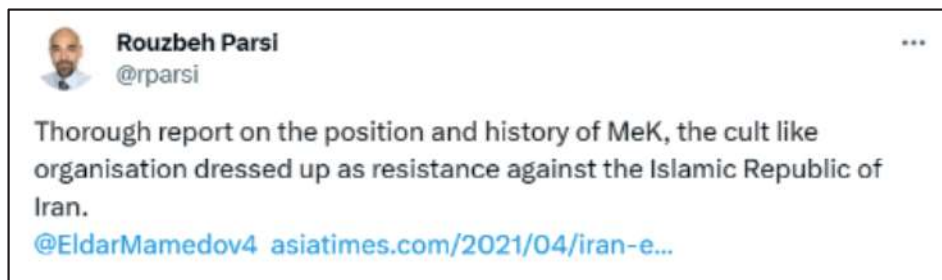 Rouzbeh Parsi
@rparsi
Thorough report on the position and history of MeK, the cult like
organisation dressed up as resistance against the Islamic Republic of
Iran.
@EldarMamedov4 asiatimes.com/2021/04/iran-e...